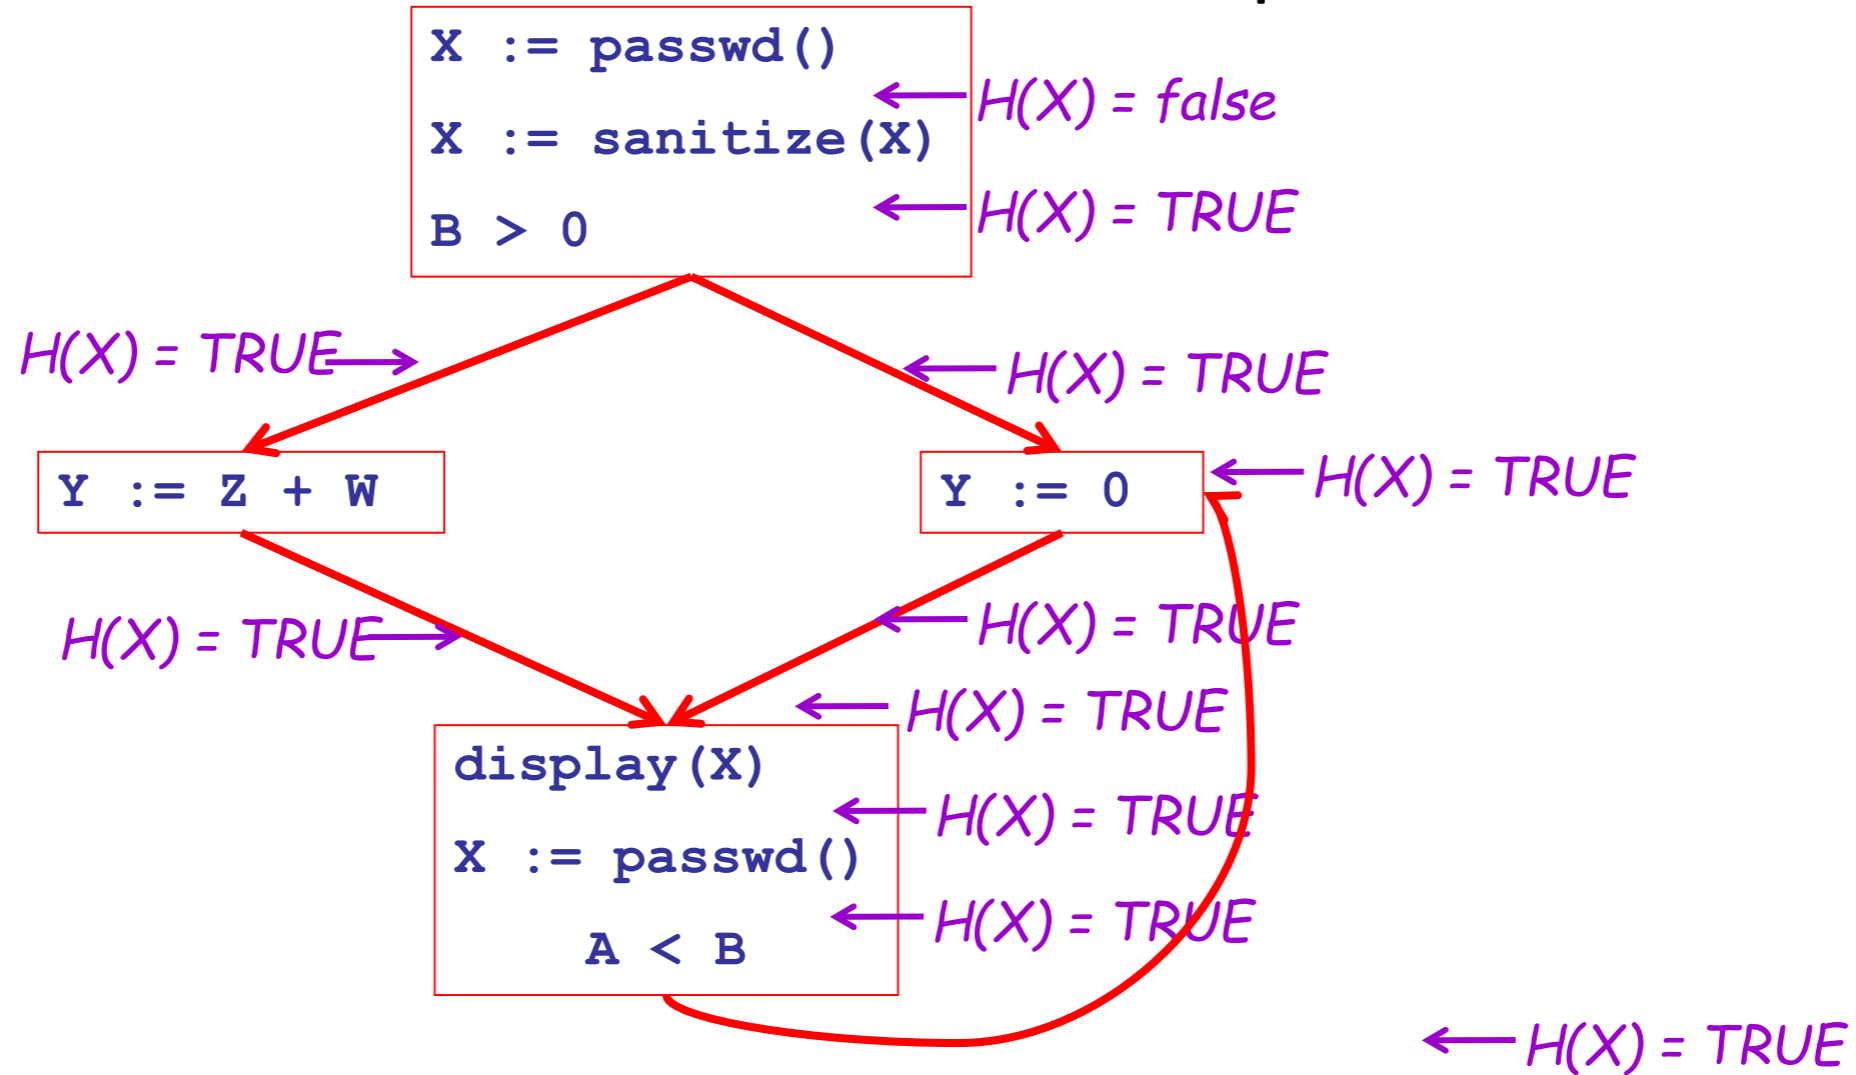 X := passwd()
H(X) = false
X := sanitize(X)
H(X) = TRUE
B > 0
H(X) = TRUE
H(X) = TRUE
Y := Z + W
Y := 0
H(X) = TRUE
H(X) = TRUE
H(X) = TRUE
H(X) = TRUE
display(X)
H(X) = TRUE
X := passwd()
H(X) = TRUE
A < B
H(X) = TRUE